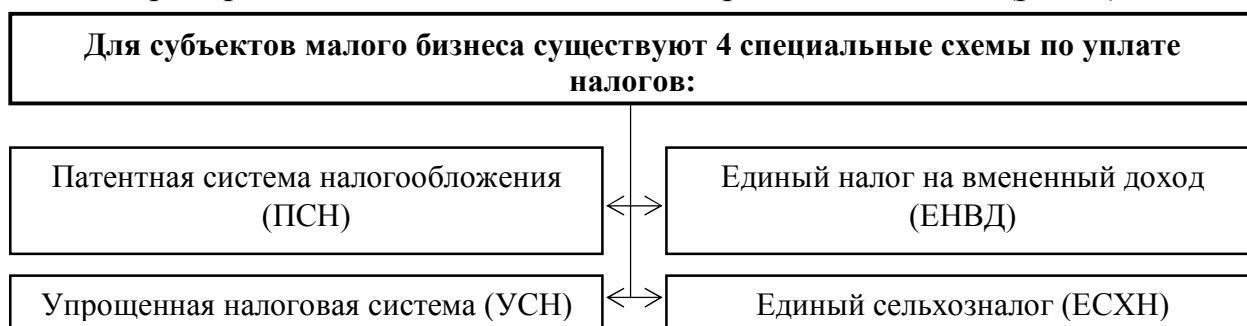 Для субъектов малого бизнеса существуют 4 специальные схемы по уплате
налогов:
Патентная система налогообложения
(ПСН)
Единый налог на вмененный доход
(ЕНВД)
Упрощенная налоговая система (УСН)
Единый сельхозналог (ЕСХН)